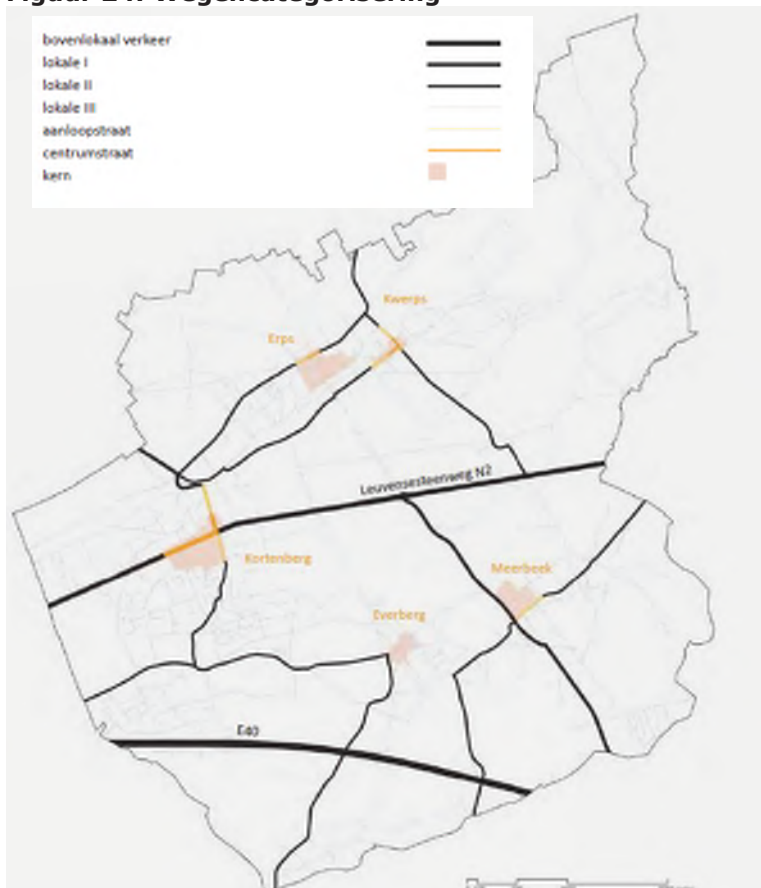 bovenlokaal verkeer
lokale I
lokale II
lokale III
aanloopstraat
centrumstraat
kern
Kwerps
Erps
Leuvensesteenweg N2
Kortenberg
Meerbeek
Everberg
E40